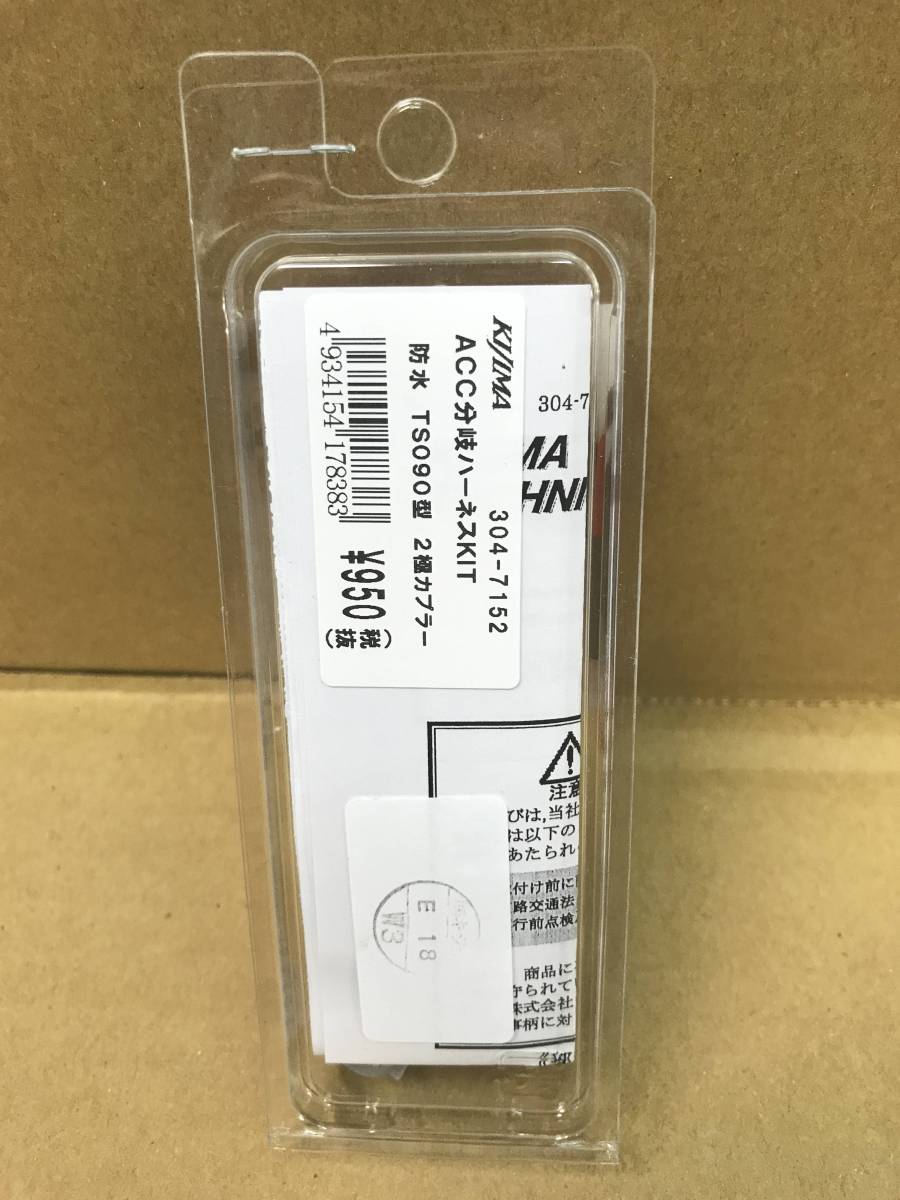 KIJIMA
304-7152
ACC分岐ハーネスKIT
防水 TS090型 2極カプラー
4 934154 178383
¥950(税抜)
304-7
MA
HNI
注意
びは,当社
は以下の
あたられ
付け前に
路交通法
行前点検
商品に
守られて
株式会社
事柄に対
E 18
W3